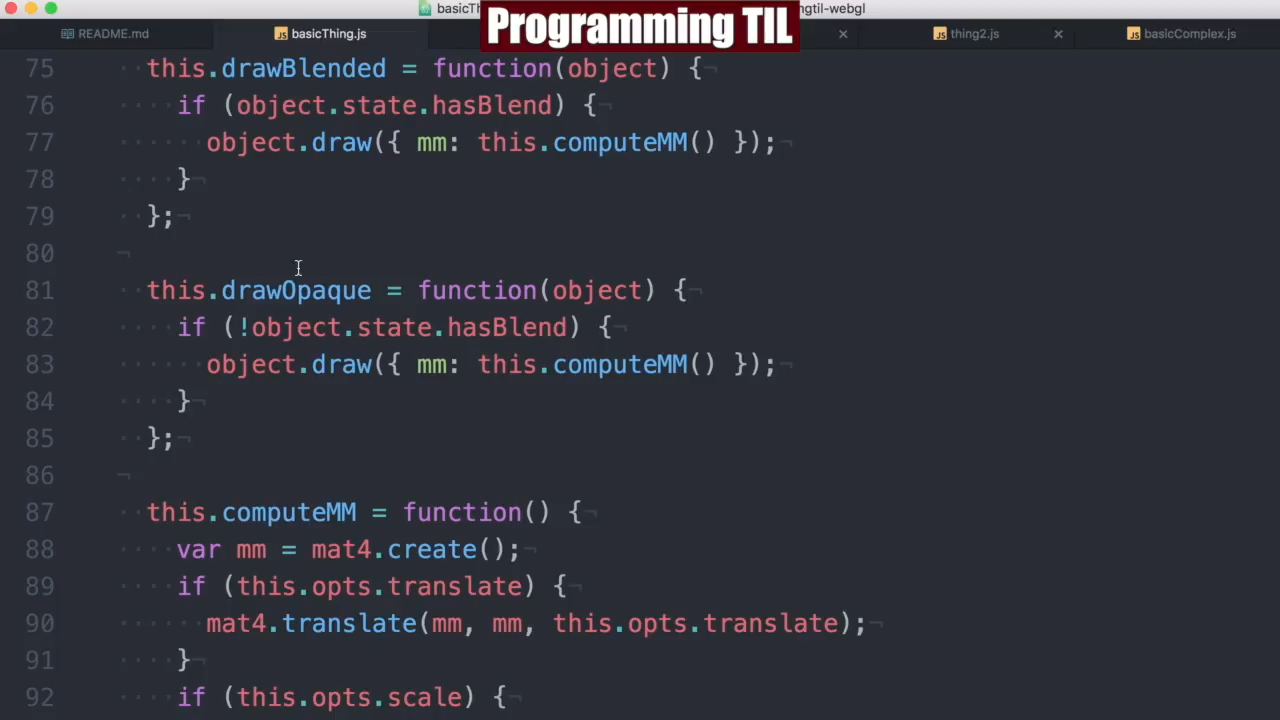 basicTh
ngtil-webgl
Programming TIL
README.md
basicThing.js
thing2.js
basicComplex.js
75 this.drawBlended = function(object) {¬
76 if (object.state.hasBlend) {¬
77 object.draw({ mm: this.computeMM() });¬
78 }¬
79 };¬
80 ¬
81 this.drawOpaque = function(object) {¬
82 if (!object.state.hasBlend) {¬
83 object.draw({ mm: this.computeMM() });¬
84 }¬
85 };¬
86 ¬
87 this.computeMM = function() {¬
88 var mm = mat4.create();¬
89 if (this.opts.translate) {¬
90 mat4.translate(mm, mm, this.opts.translate);¬
91 }¬
92 if (this.opts.scale) {¬